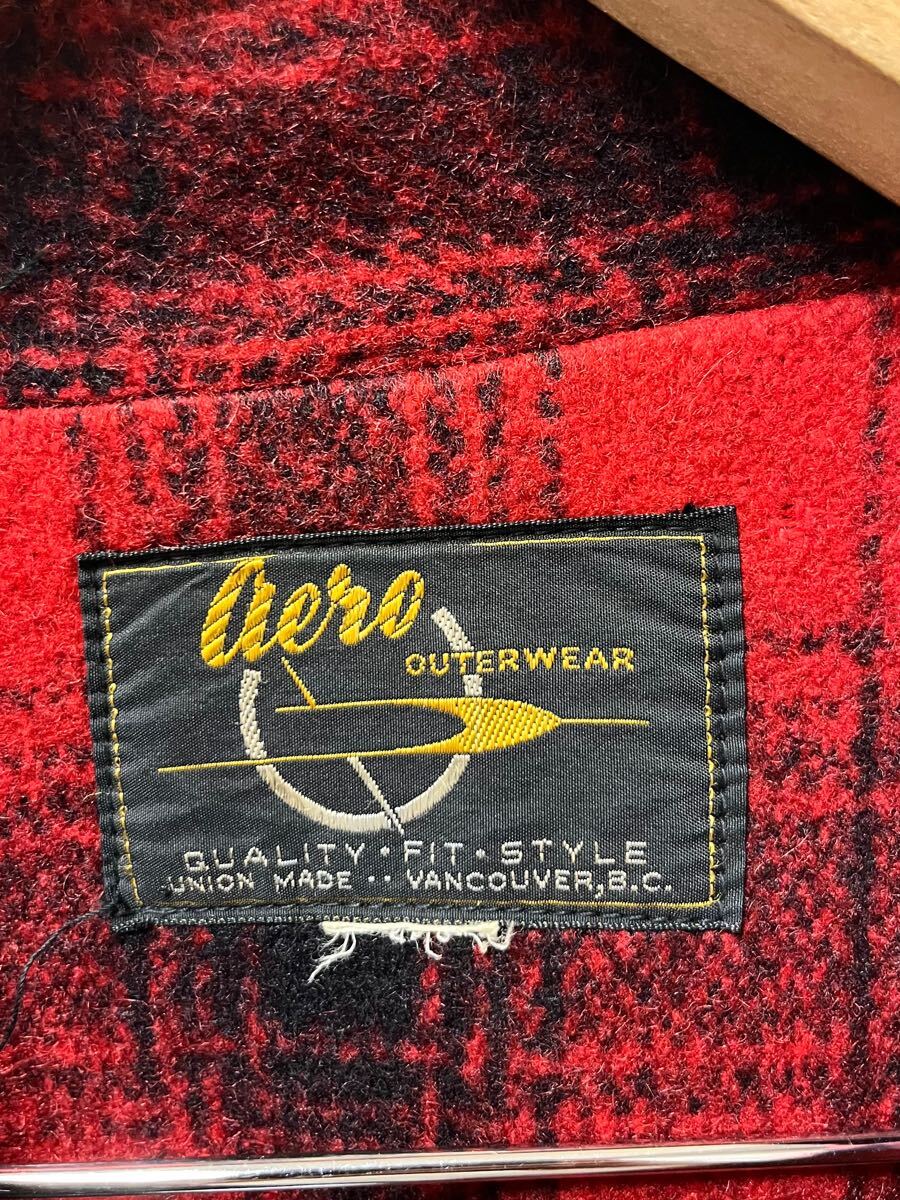 aero
OUTERWEAR
QUALITY · FIT · STYLE
UNION MADE ·· VANCOUVER, B.C.